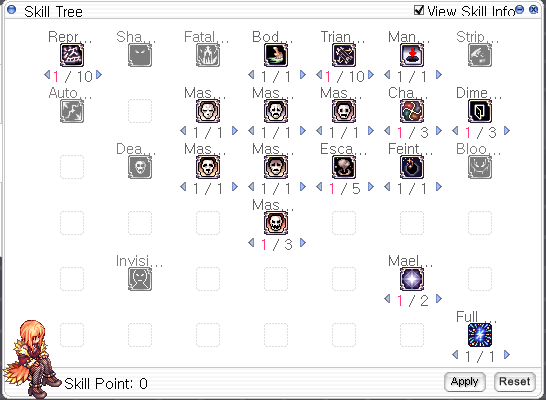 Skill Tree
View Skill Info
Repr... Sha... Fatal... Bod... Trian... Man... Strip...
1 / 10 1 / 1 1 / 10 1 / 1
Auto... Mas... Mas... Mas... Cha... Dime...
1 / 1 1 / 1 1 / 1 1 / 3 1 / 3
Dea... Mas... Mas... Esca... Feint... Bloo...
1 / 1 1 / 1 1 / 5 1 / 1
Mas...
1 / 3
Invisi... Mael...
1 / 2
Full ...
1 / 1
Skill Point: 0
Apply Reset